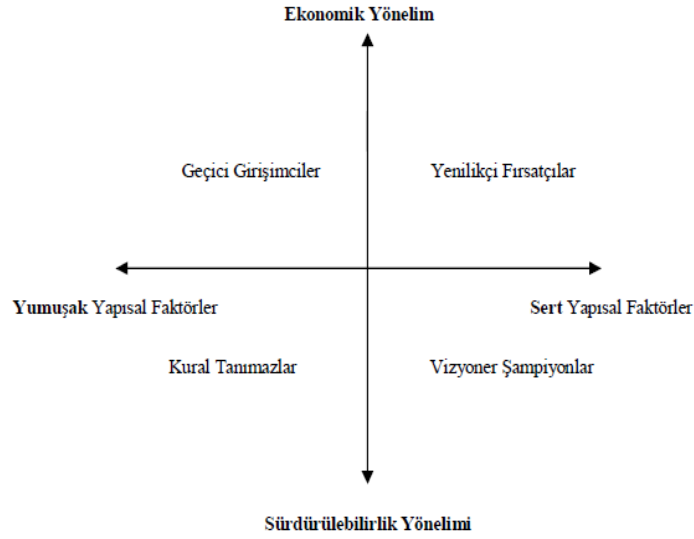 Ekonomik Yönelim
Geçici Girişimciler
Yenilikçi Fırsatçılar
Yumuşak Yapısal Faktörler
Sert Yapısal Faktörler
Kural Tanımazlar
Vizyoner Şampiyonlar
Sürdürülebilirlik Yönelimi